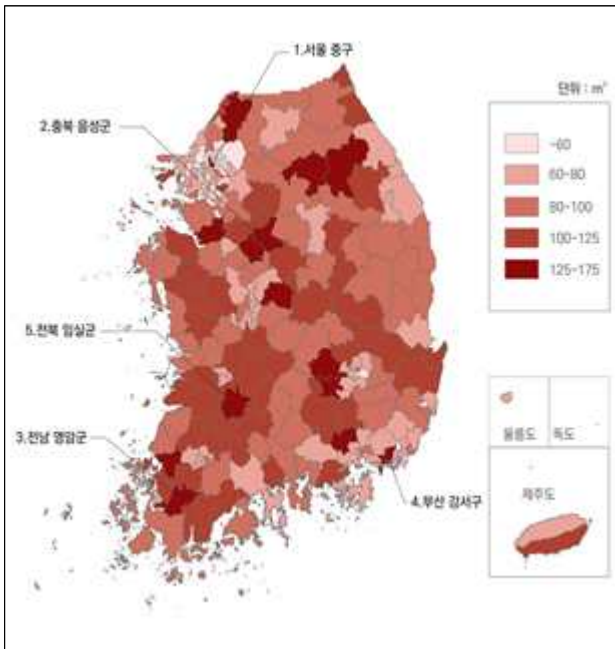 1.서울 중구
단위 : m²
2.충북 음성군
~60
60~80
80~100
100~125
125~175
5.전북 임실군
3.전남 영암군
4.부산 강서구
울릉도
독도
제주도